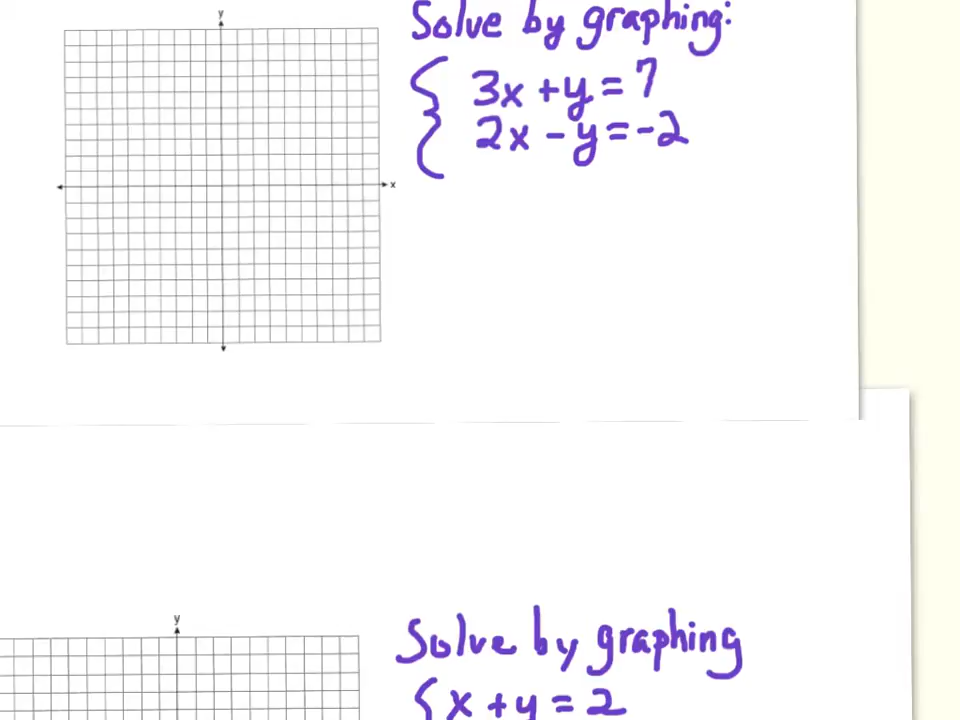 y
Solve by graphing:
3x + y = 7
x
2x - y = -2
y
Solve by graphing
x + y = 2